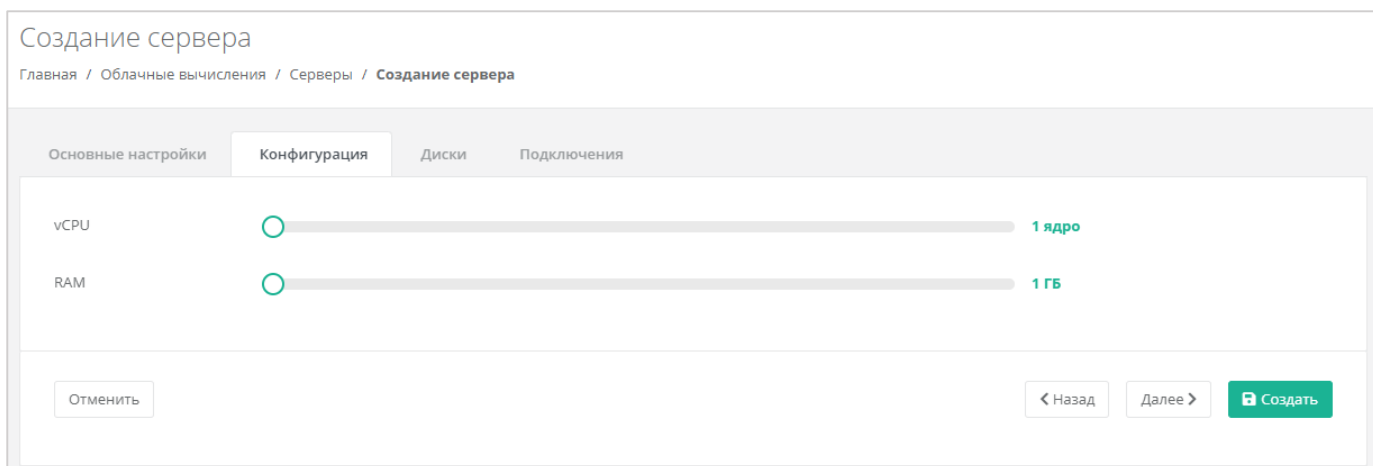 Создание сервера
Главная / Облачные вычисления / Серверы / Создание сервера
Основные настройки Конфигурация Диски Подключения
vCPU 1 ядро
RAM 1 ГБ
Отменить Назад Далее Создать